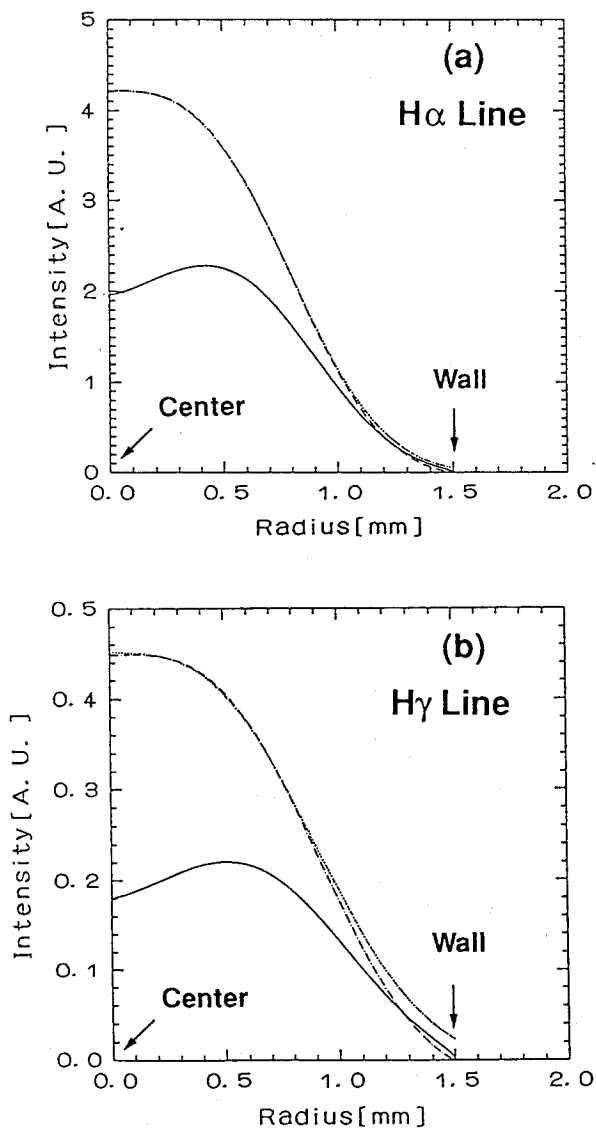 5
(a)
Hα Line
4
3
2
1
0
Intensity[A. U.]
Center
Wall
0.0 0.5 1.0 1.5 2.0
Radius[mm]
0.5
(b)
Hγ Line
0.4
0.3
0.2
0.1
0.0
Intensity[A. U.]
Center
Wall
0.0 0.5 1.0 1.5 2.0
Radius[mm]